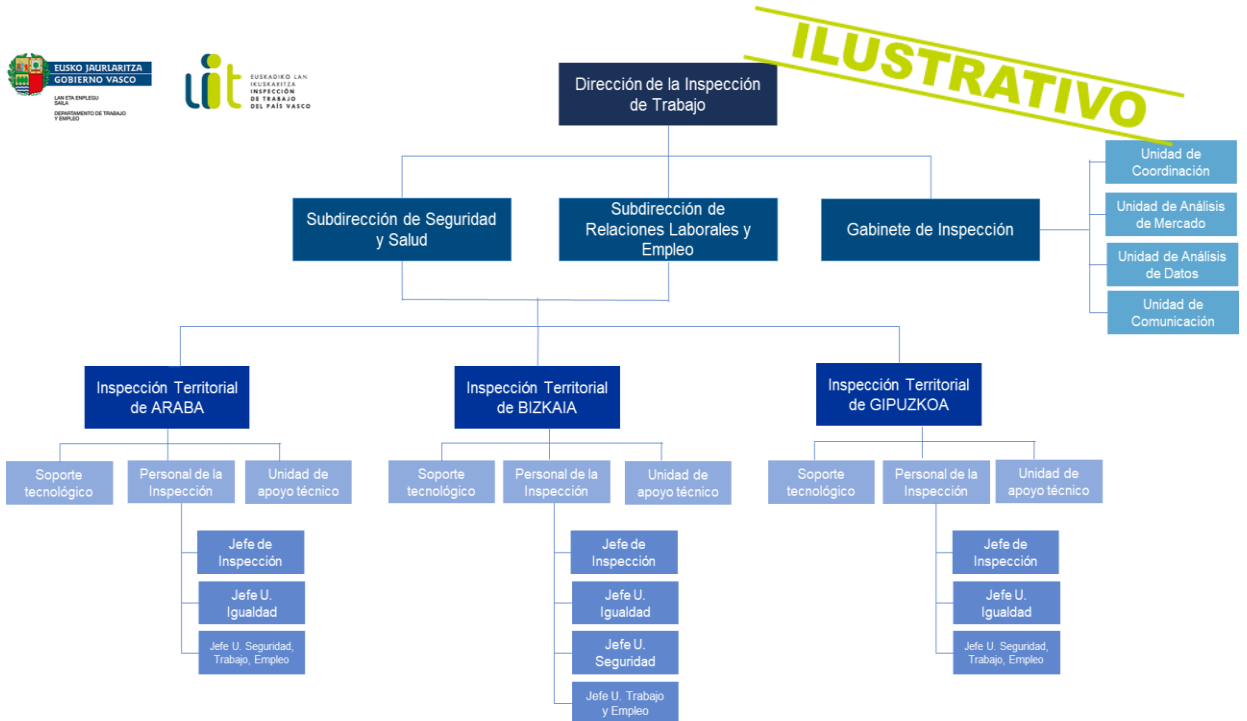 EUSKO JAURLARITZA
GOBIERNO VASCO
LAN ETA ENPLEGU
SAILA
DEPARTAMENTO DE TRABAJO
Y EMPLEO
uit
EUSKADIKO LAN
IKUSKARITZA
INSPECCIÓN
DE TRABAJO
DEL PAÍS VASCO
ILUSTRATIVO
Dirección de la Inspección
de Trabajo
Subdirección de Seguridad
y Salud
Subdirección de
Relaciones Laborales y
Empleo
Gabinete de Inspección
Unidad de
Coordinación
Unidad de Análisis
de Mercado
Unidad de Análisis
de Datos
Unidad de
Comunicación
Inspección Territorial
de ARABA
Inspección Territorial
de BIZKAIA
Inspección Territorial
de GIPUZKOA
Soporte
tecnológico
Personal de la
Inspección
Unidad de
apoyo técnico
Soporte
tecnológico
Personal de la
Inspección
Unidad de
apoyo técnico
Soporte
tecnológico
Personal de la
Inspección
Unidad de
apoyo técnico
Jefe de
Inspección
Jefe U.
Igualdad
Jefe U. Seguridad,
Trabajo, Empleo
Jefe de
Inspección
Jefe U.
Igualdad
Jefe U.
Seguridad
Jefe U. Trabajo
y Empleo
Jefe de
Inspección
Jefe U.
Igualdad
Jefe U. Seguridad,
Trabajo, Empleo